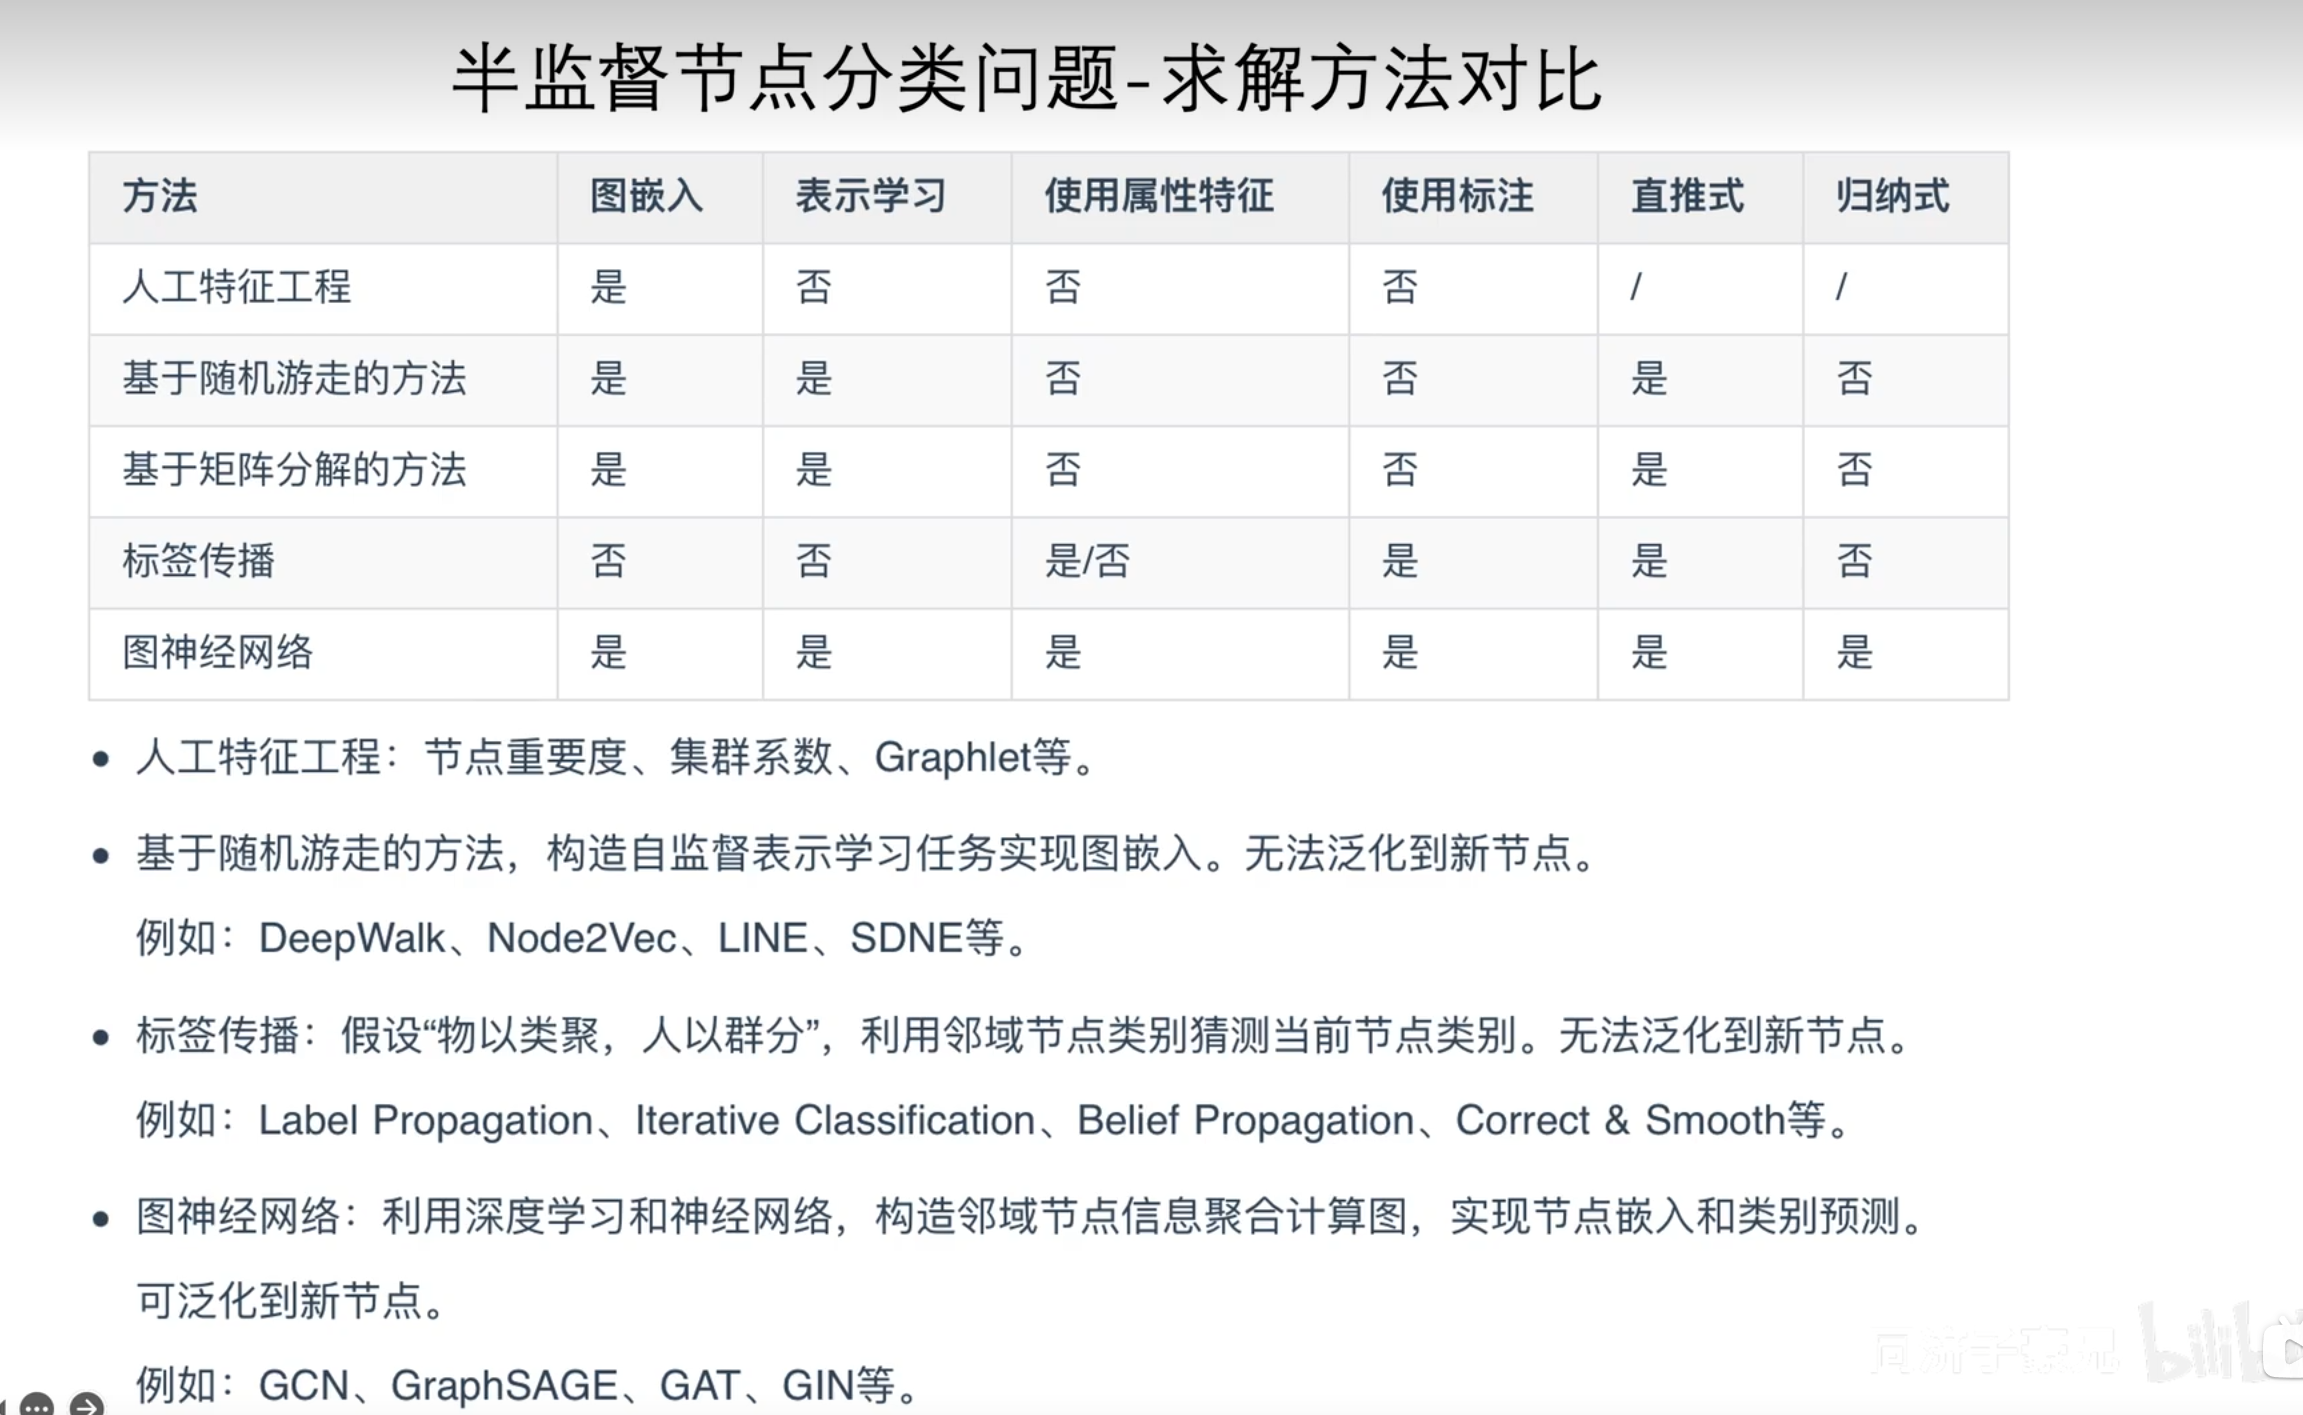 半监督节点分类问题-求解方法对比
方法 图嵌入 表示学习 使用属性特征 使用标注 直推式 归纳式
人工特征工程 是 否 否 否 / /
基于随机游走的方法 是 是 否 否 是 否
基于矩阵分解的方法 是 是 否 否 是 否
标签传播 否 否 是/否 是 是 否
图神经网络 是 是 是 是 是 是
• 人工特征工程：节点重要度、集群系数、Graphlet等。
• 基于随机游走的方法，构造自监督表示学习任务实现图嵌入。无法泛化到新节点。
例如：DeepWalk、Node2Vec、LINE、SDNE等。
• 标签传播：假设“物以类聚，人以群分”，利用邻域节点类别猜测当前节点类别。无法泛化到新节点。
例如：Label Propagation、Iterative Classification、Belief Propagation、Correct & Smooth等。
• 图神经网络：利用深度学习和神经网络，构造邻域节点信息聚合计算图，实现节点嵌入和类别预测。
可泛化到新节点。
例如：GCN、GraphSAGE、GAT、GIN等。
同济子豪兄 bilib